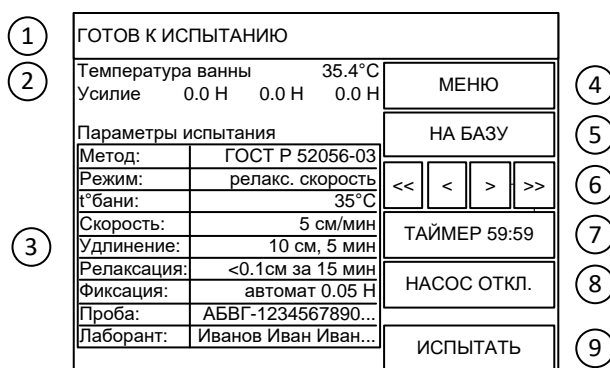 1 ГОТОВ К ИСПЫТАНИЮ
2 Температура ванны 35.4°C
Усилие 0.0 Н 0.0 Н 0.0 Н
МЕНЮ 4
Параметры испытания
НА БАЗУ 5
3
Метод: ГОСТ Р 52056-03
Режим: релакс. скорость
t°бани: 35°C
Скорость: 5 см/мин
Удлинение: 10 см, 5 мин
Релаксация: <0.1см за 15 мин
Фиксация: автомат 0.05 Н
Проба: АБВГ-1234567890...
Лаборант: Иванов Иван Иван...
<< < > >> 6
ТАЙМЕР 59:59 7
НАСОС ОТКЛ. 8
ИСПЫТАТЬ 9